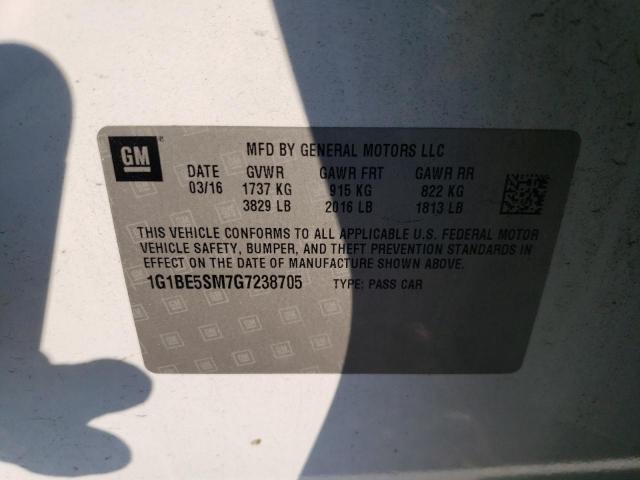 GM
MFD BY GENERAL MOTORS LLC
DATE GVWR GAWR FRT GAWR RR
03/16 1737 KG 915 KG 822 KG
3829 LB 2016 LB 1813 LB
THIS VEHICLE CONFORMS TO ALL APPLICABLE U.S. FEDERAL MOTOR
VEHICLE SAFETY, BUMPER, AND THEFT PREVENTION STANDARDS IN
EFFECT ON THE DATE OF MANUFACTURE SHOWN ABOVE.
1G1BE5SM7G7238705 TYPE: PASS CAR